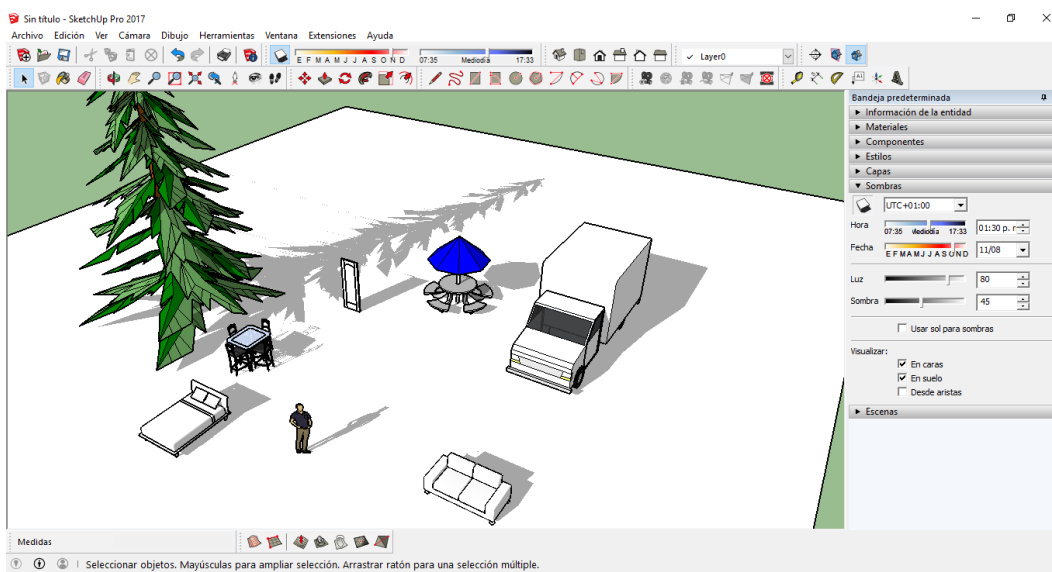 Sin título - SketchUp Pro 2017
Archivo Edición Ver Cámara Dibujo Herramientas Ventana Extensiones Ayuda
E F M A M J J A S O N D 07:35 Mediodía 17:33 Layer0
Bandeja predeterminada
Información de la entidad
Materiales
Componentes
Estilos
Capas
Sombras
UTC+01:00
Hora 07:35 Mediodía 17:33 01:30 p. r
Fecha E F M A M J J A S O N D 11/08
Luz 80
Sombra 45
Usar sol para sombras
Visualizar:
En caras
En suelo
Desde aristas
Escenas
Medidas
Seleccionar objetos. Mayúsculas para ampliar selección. Arrastrar ratón para una selección múltiple.